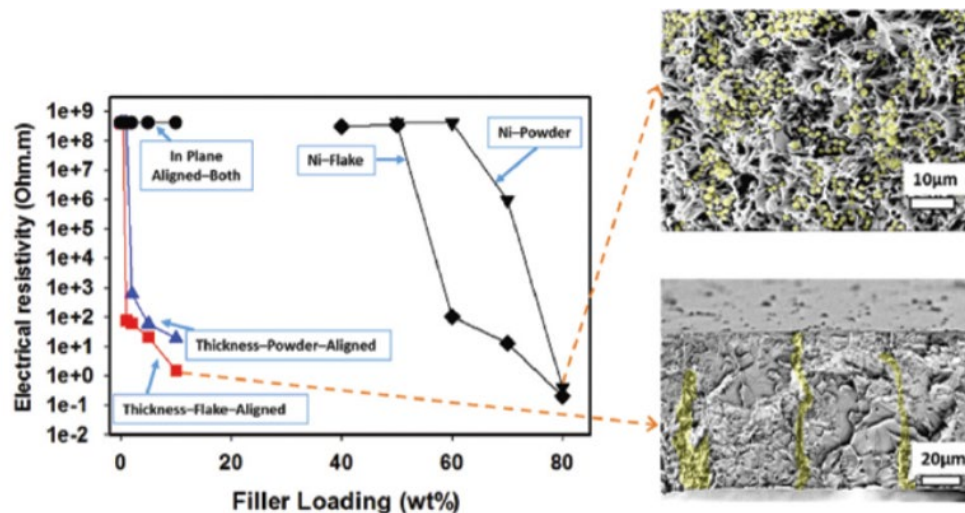 Electrical resistivity (Ohm.m)
1e+9
1e+8
1e+7
1e+6
1e+5
1e+4
1e+3
1e+2
1e+1
1e+0
1e-1
1e-2
In Plane
Aligned–Both
Ni–Flake
Ni–Powder
Thickness–Powder–Aligned
Thickness–Flake–Aligned
0 20 40 60 80
Filler Loading (wt%)
10µm
20µm